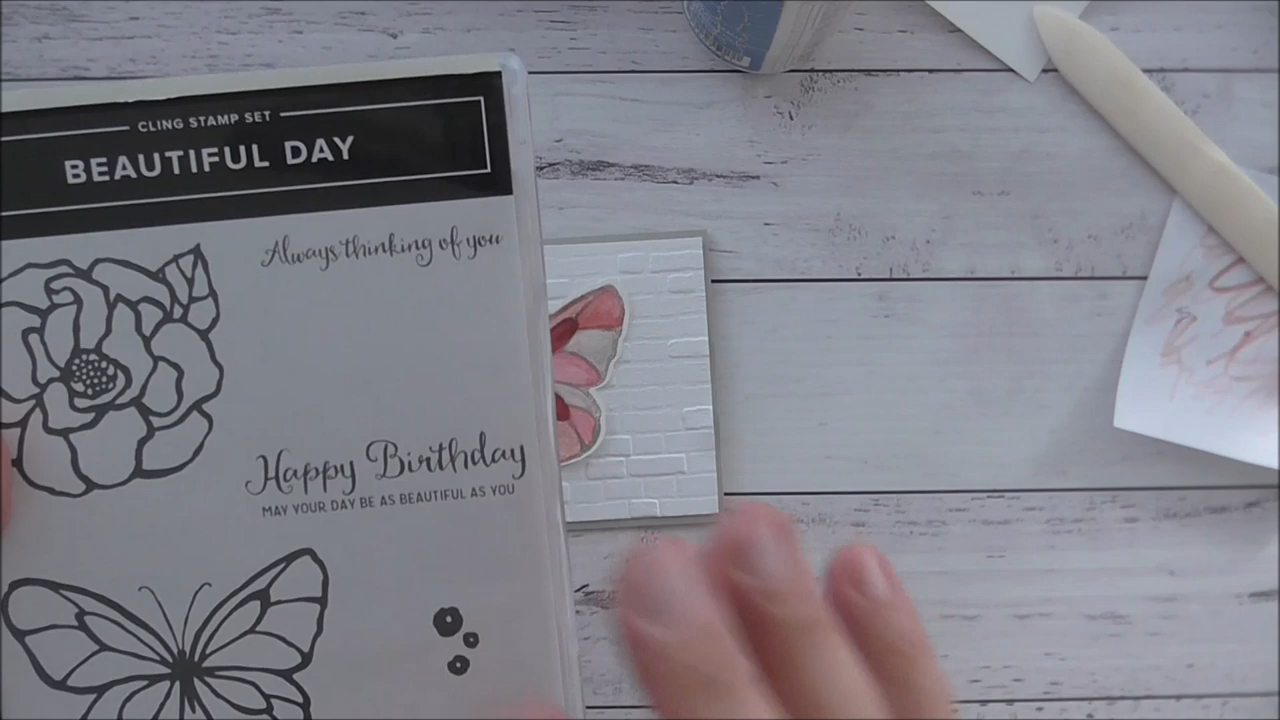 CLING STAMP SET
BEAUTIFUL DAY
Always thinking of you
Happy Birthday
MAY YOUR DAY BE AS BEAUTIFUL AS YOU